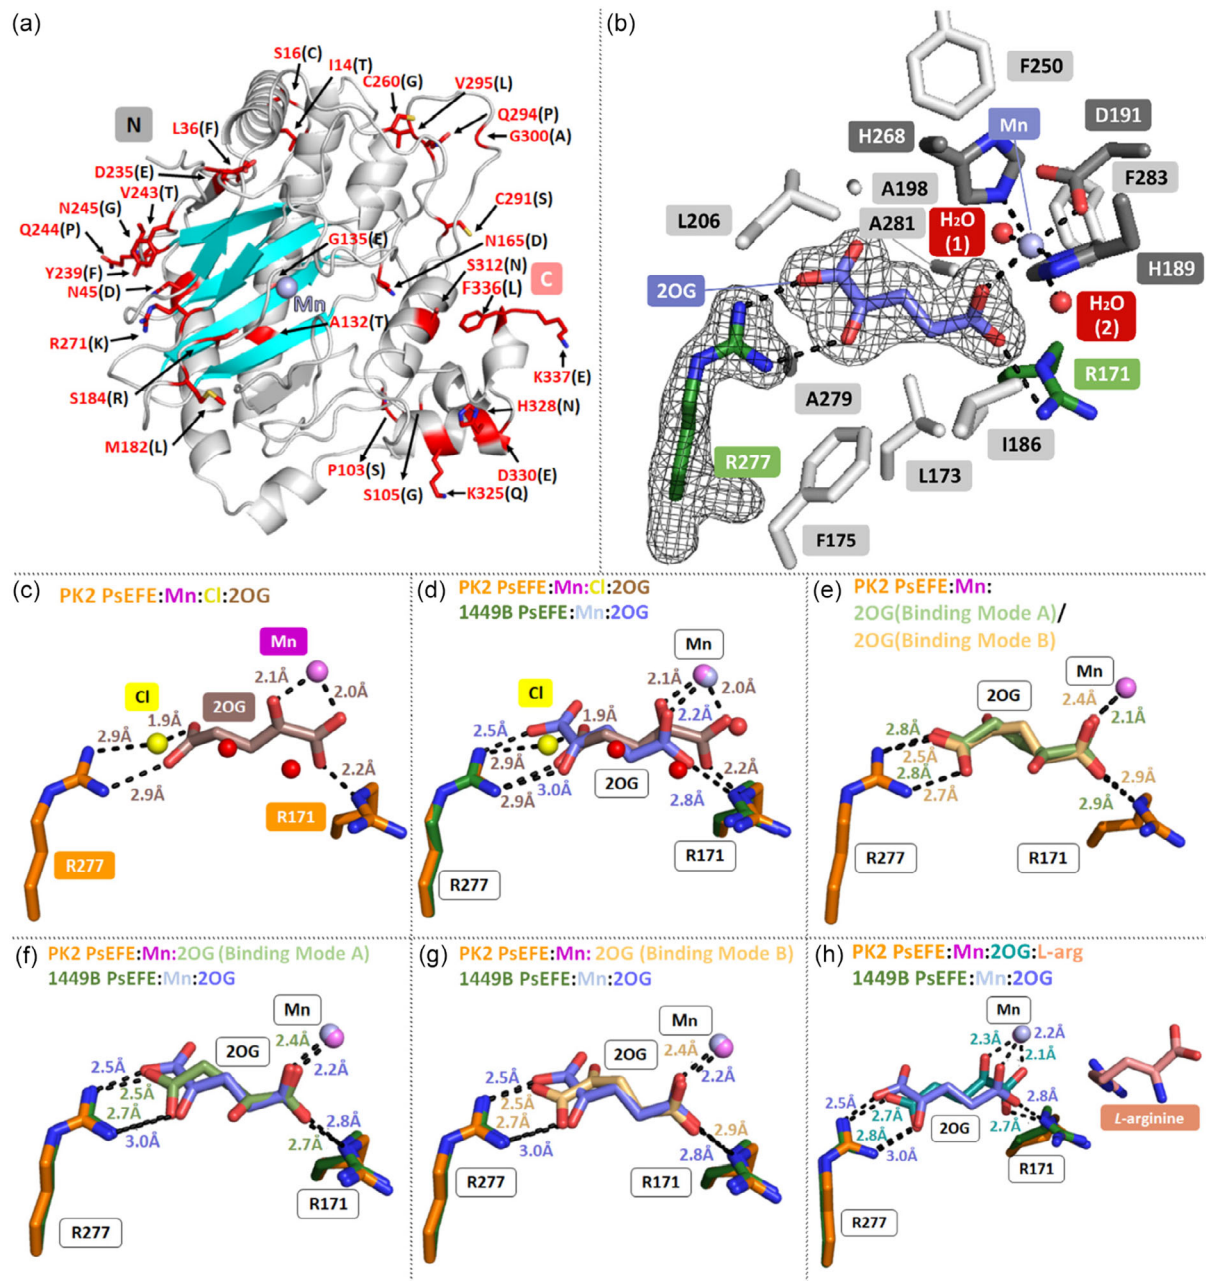 (a)
S16(C)
I14(T)
C260(G)
V295(L)
Q294(P)
G300(A)
N
L36(F)
D235(E)
V243(T)
N245(G)
Q244(P)
Y239(F)
N45(D)
R271(K)
S184(R)
M182(L)
C291(S)
G135(E)
N165(D)
S312(N)
C
F336(L)
Mn
A132(T)
K337(E)
H328(N)
P103(S)
D330(E)
S105(G)
K325(Q)
(b)
F250
Mn
D191
H268
A198
F283
L206
A281
H₂O
(1)
2OG
H189
H₂O
(2)
R171
A279
I186
R277
L173
F175
(c)
PK2 PsEFE:Mn:Cl:2OG
Mn
Cl
2.1Å
2OG
2.0Å
1.9Å
2.9Å
2.2Å
2.9Å
R171
R277
(d)
PK2 PsEFE:Mn:Cl:2OG
1449B PsEFE:Mn:2OG
Mn
Cl
2.1Å
2.0Å
2.5Å
1.9Å
2.2Å
2.9Å
2OG
2.2Å
3.0Å
2.9Å
2.8Å
R171
R277
(e)
PK2 PsEFE:Mn:
2OG(Binding Mode A)/
2OG(Binding Mode B)
Mn
2OG
2.4Å
2.1Å
2.8Å
2.5Å
2.8Å
2.7Å
2.9Å
2.9Å
R277
R171
(f)
PK2 PsEFE:Mn:2OG (Binding Mode A)
1449B PsEFE:Mn:2OG
Mn
2.4Å
2OG
2.5Å
2.2Å
2.5Å
2.7Å
2.8Å
3.0Å
2.7Å
R171
R277
(g)
PK2 PsEFE:Mn: 2OG (Binding Mode B)
1449B PsEFE:Mn:2OG
Mn
2OG
2.4Å
2.5Å
2.2Å
2.5Å
2.7Å
2.9Å
3.0Å
2.8Å
R277
R171
(h)
PK2 PsEFE:Mn:2OG:L-arg
1449B PsEFE:Mn:2OG
Mn
2.3Å
2.2Å
2.1Å
2.5Å
2.8Å
2.7Å
L-arginine
2.8Å
2OG
2.7Å
3.0Å
R171
R277